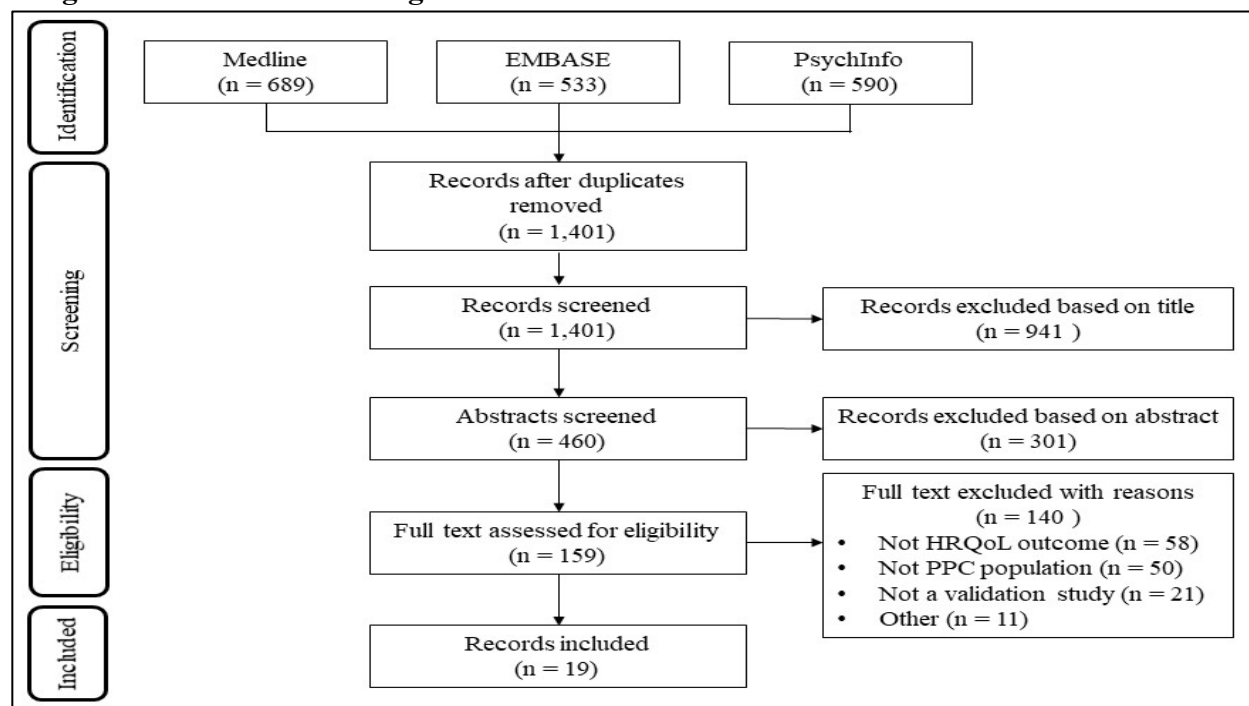 Identification
Medline
(n = 689)
EMBASE
(n = 533)
PsychInfo
(n = 590)
Screening
Records after duplicates
removed
(n = 1,401)
Records screened
(n = 1,401)
Records excluded based on title
(n = 941 )
Abstracts screened
(n = 460)
Records excluded based on abstract
(n = 301)
Eligibility
Full text assessed for eligibility
(n = 159)
Full text excluded with reasons
(n = 140 )
• Not HRQoL outcome (n = 58)
• Not PPC population (n = 50)
• Not a validation study (n = 21)
• Other (n = 11)
Included
Records included
(n = 19)